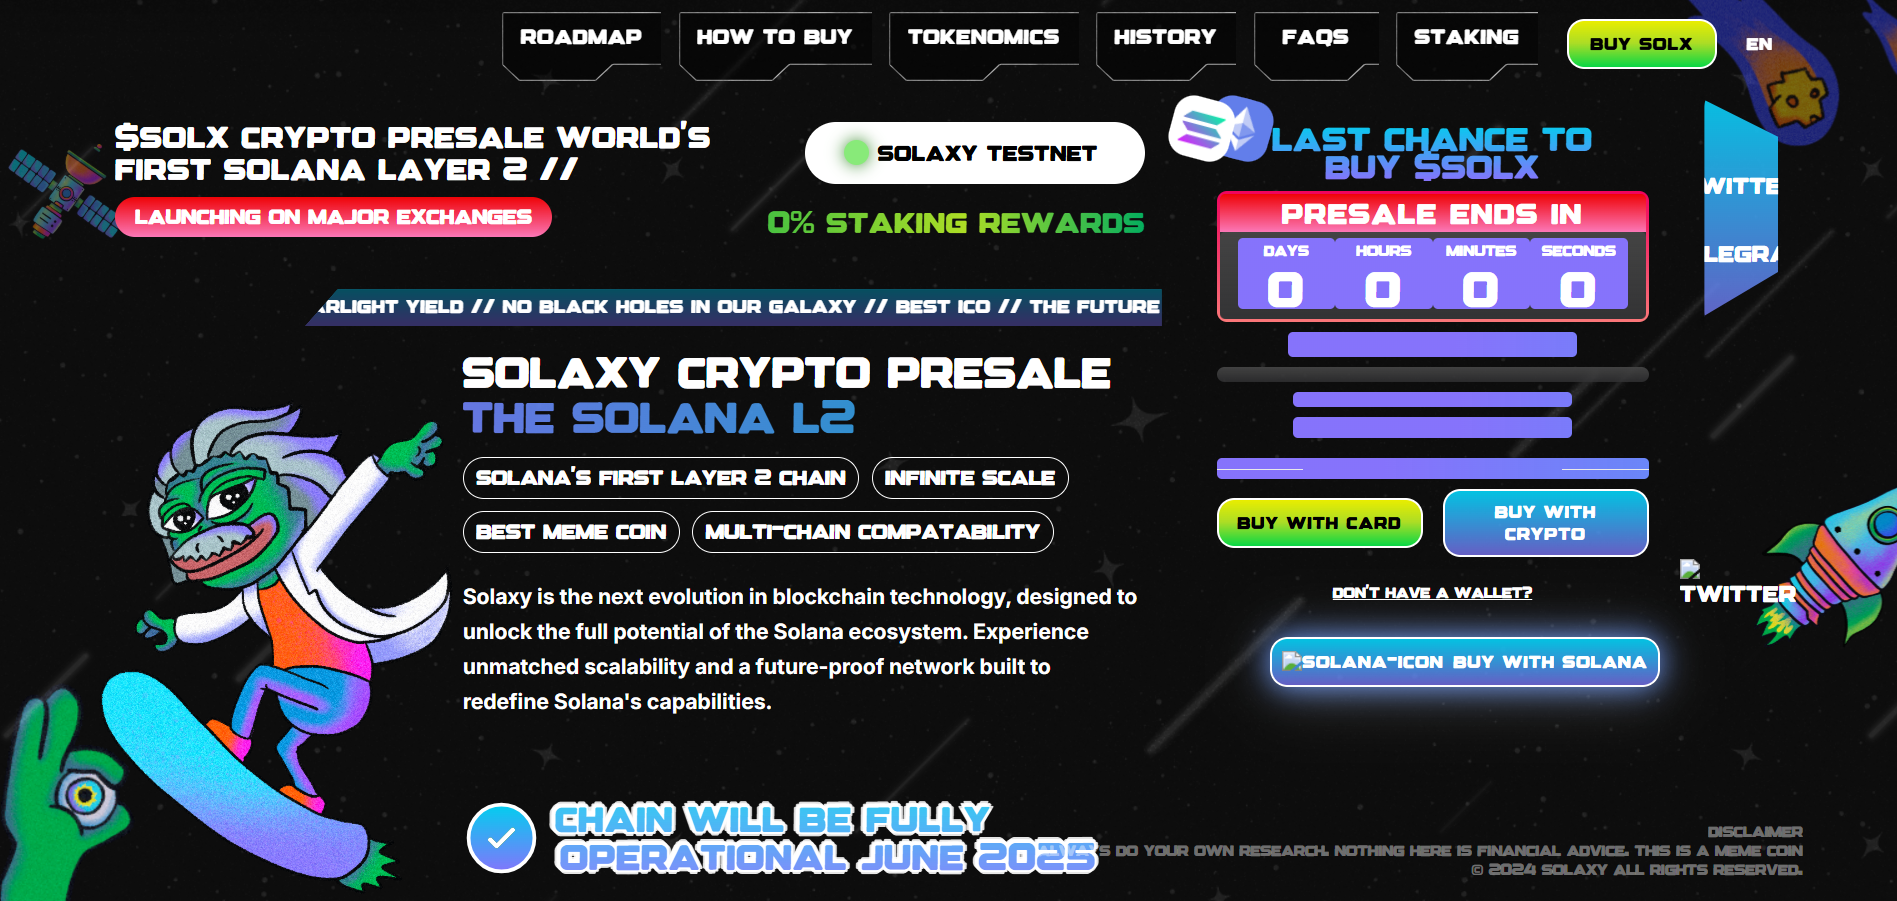 ROADMAP
HOW TO BUY
TOKENOMICS
HISTORY
FAQS
STAKING
BUY SOLX
EN
$SOLX CRYPTO PRESALE WORLD'S
FIRST SOLANA LAYER 2 //
LAUNCHING ON MAJOR EXCHANGES
SOLAXY TESTNET
0% STAKING REWARDS
LAST CHANCE TO
BUY $SOLX
PRESALE ENDS IN
DAYS HOURS MINUTES SECONDS
0 0 0 0
WITTE
LEGRA
RLIGHT YIELD // NO BLACK HOLES IN OUR GALAXY // BEST ICO // THE FUTURE
SOLAXY CRYPTO PRESALE
THE SOLANA L2
SOLANA'S FIRST LAYER 2 CHAIN
INFINITE SCALE
BEST MEME COIN
MULTI-CHAIN COMPATABILITY
Solaxy is the next evolution in blockchain technology, designed to
unlock the full potential of the Solana ecosystem. Experience
unmatched scalability and a future-proof network built to
redefine Solana's capabilities.
BUY WITH CARD
BUY WITH
CRYPTO
DON'T HAVE A WALLET?
SOLANA-ICON BUY WITH SOLANA
TWITTER
CHAIN WILL BE FULLY
OPERATIONAL JUNE 2025
DISCLAIMER
ALWAYS DO YOUR OWN RESEARCH. NOTHING HERE IS FINANCIAL ADVICE. THIS IS A MEME COIN
© 2024 SOLAXY ALL RIGHTS RESERVED.